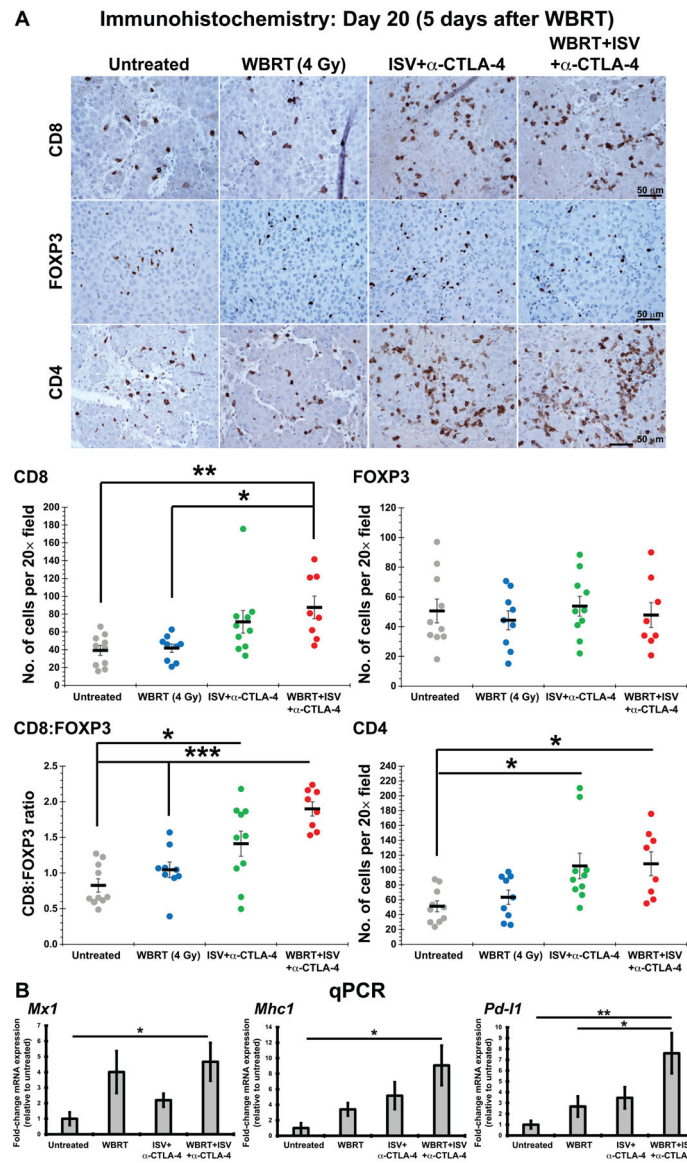 A Immunohistochemistry: Day 20 (5 days after WBRT)
Untreated WBRT (4 Gy) ISV+α-CTLA-4 WBRT+ISV
+α-CTLA-4
CD8
50 µm
FOXP3
50 µm
CD4
50 µm
CD8
**
*
No. of cells per 20× field
200
180
160
140
120
100
80
60
40
20
0
Untreated WBRT (4 Gy) ISV+α-CTLA-4 WBRT+ISV
+α-CTLA-4
FOXP3
No. of cells per 20× field
120
100
80
60
40
20
0
Untreated WBRT (4 Gy) ISV+α-CTLA-4 WBRT+ISV
+α-CTLA-4
CD8:FOXP3
*
***
CD8:FOXP3 ratio
2.5
2.0
1.5
1.0
0.5
0.0
Untreated WBRT (4 Gy) ISV+α-CTLA-4 WBRT+ISV
+α-CTLA-4
CD4
*
*
No. of cells per 20× field
240
220
200
180
160
140
120
100
80
60
40
20
0
Untreated WBRT (4 Gy) ISV+α-CTLA-4 WBRT+ISV
+α-CTLA-4
B qPCR
Mx1
*
Fold-change mRNA expression
(relative to untreated)
7
6
5
4
3
2
1
0
Untreated WBRT ISV+
α-CTLA-4 WBRT+ISV
+α-CTLA-4
Mhc1
*
Fold-change mRNA expression
(relative to untreated)
14
12
10
8
6
4
2
0
Untreated WBRT ISV+
α-CTLA-4 WBRT+ISV
+α-CTLA-4
Pd-l1
**
*
Fold-change mRNA expression
(relative to untreated)
10
9
8
7
6
5
4
3
2
1
0
Untreated WBRT ISV+
α-CTLA-4 WBRT+ISV
+α-CTLA-4